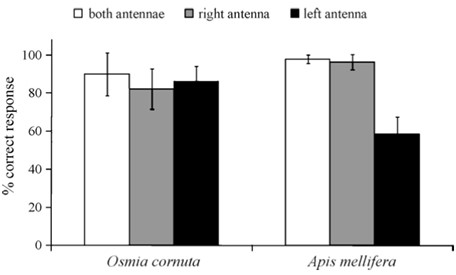 both antennae right antenna left antenna
% correct response
100
80
60
40
20
0
Osmia cornuta Apis mellifera